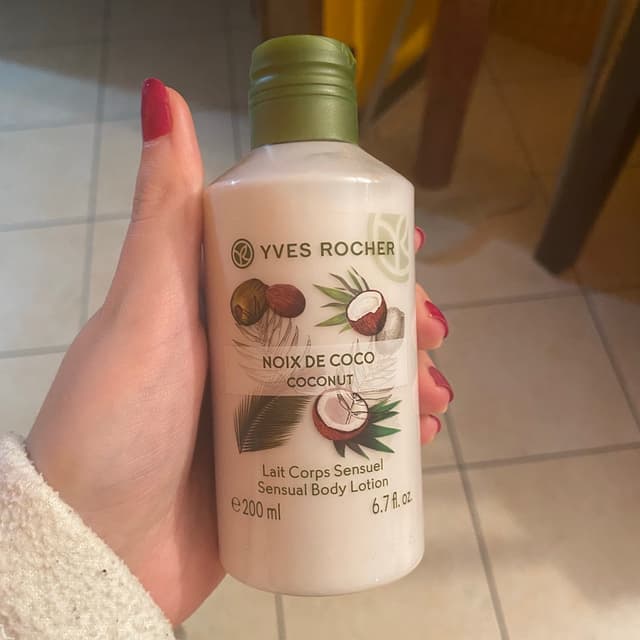 YVES ROCHER
NOIX DE COCO
COCONUT
Lait Corps Sensuel
Sensual Body Lotion
℮ 200 ml 6.7 fl. oz.